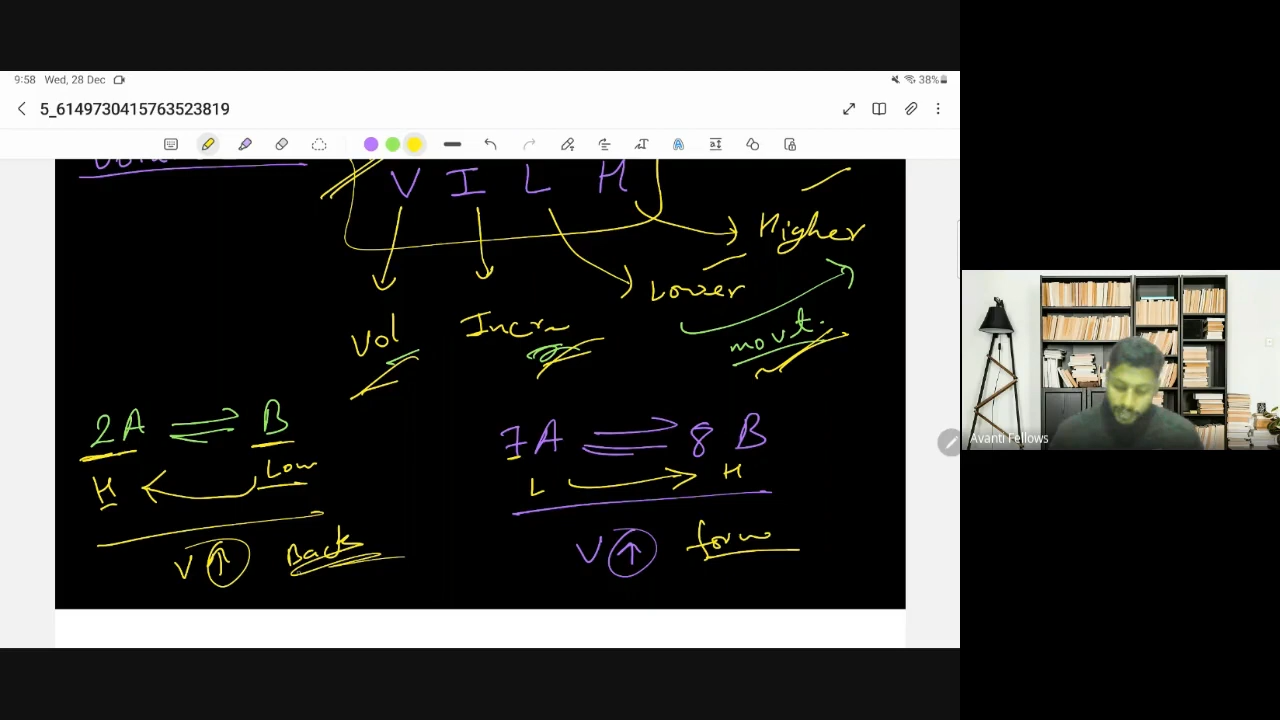 9:58 Wed, 28 Dec
38%
5_6149730415763523819
V I L H
Higher
Lower
Vol Incr
movt.
2A ⇌ B
7A ⇌ 8 B
H Low
L H
V ↑ Back
V ↑ forw
Avanti Fellows